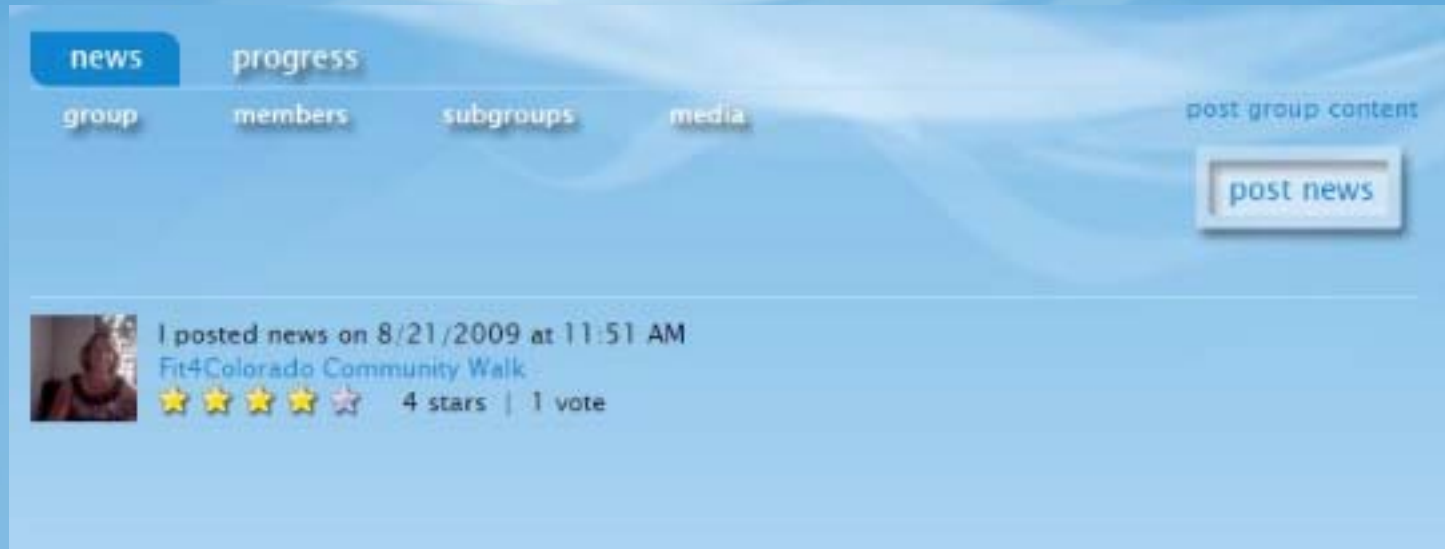 news progress
group members subgroups media
post group content
post news
I posted news on 8/21/2009 at 11:51 AM
Fit4Colorado Community Walk
4 stars | 1 vote